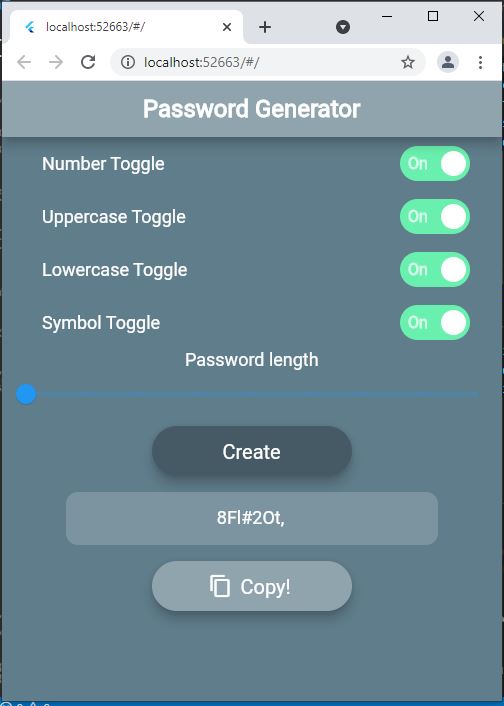 localhost:52663/#/
localhost:52663/#/
Password Generator
Number Toggle On
Uppercase Toggle On
Lowercase Toggle On
Symbol Toggle On
Password length
Create
8Fl#2Ot,
Copy!